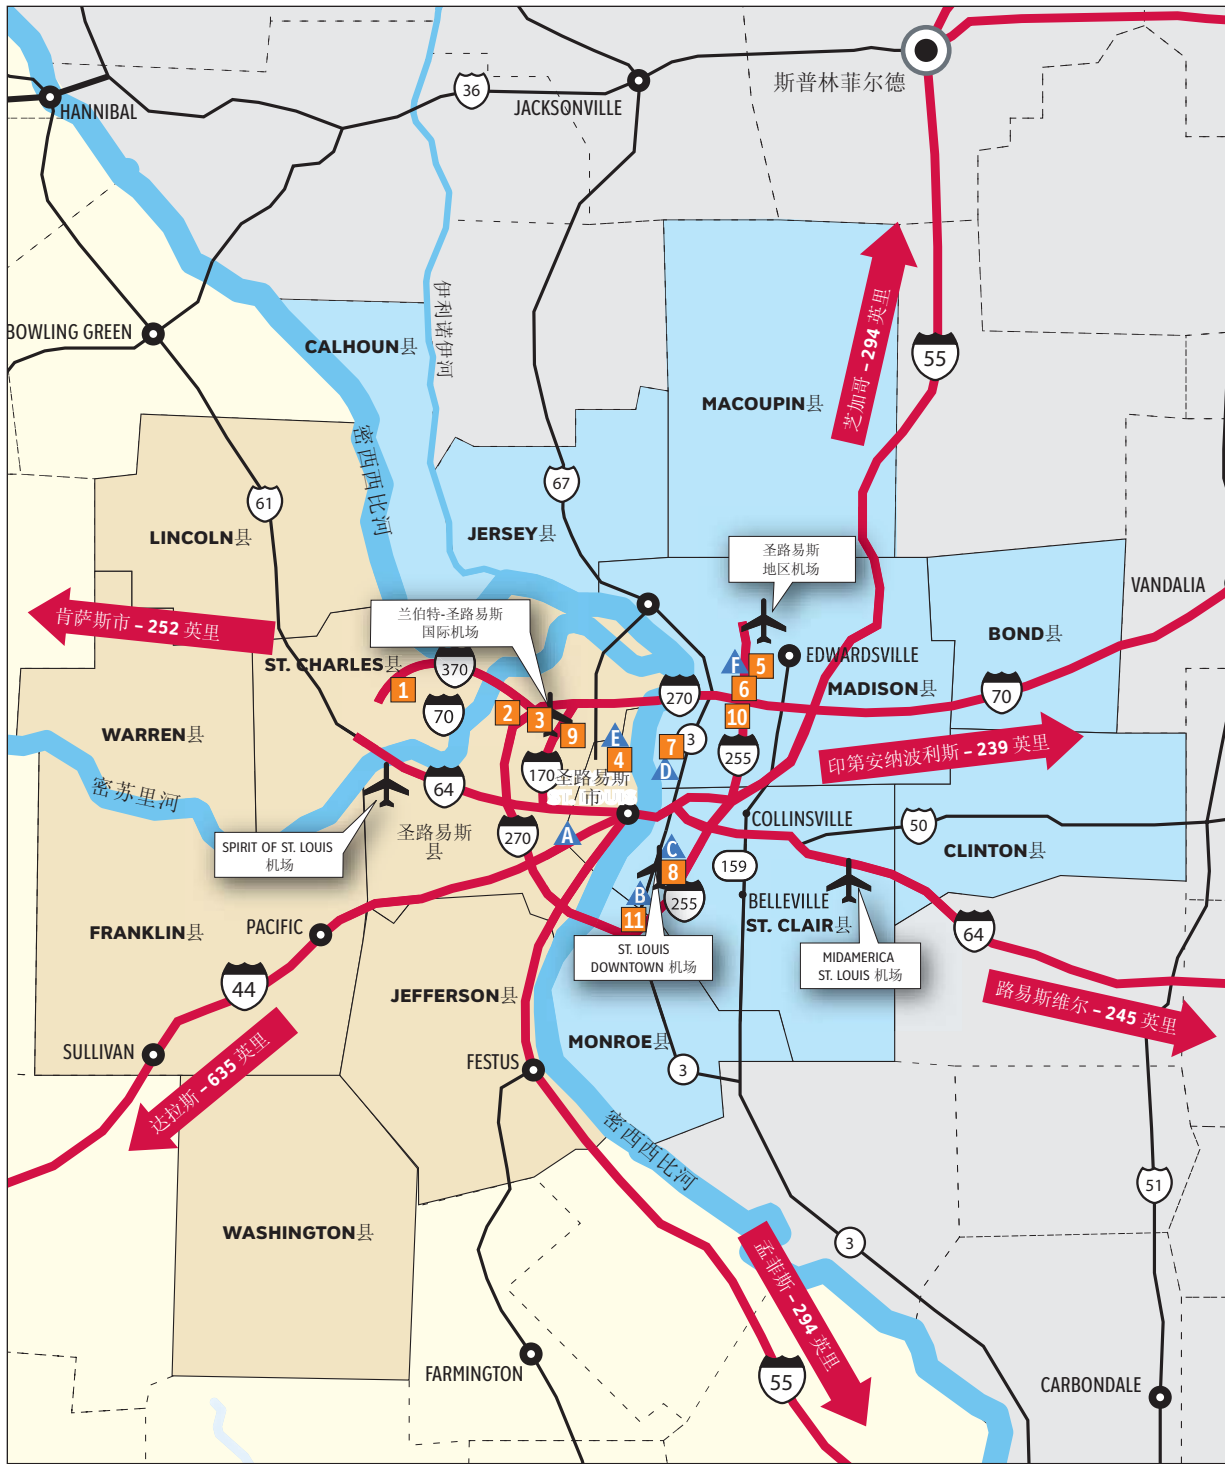 斯普林菲尔德
36
JACKSONVILLE
HANNIBAL
伊利诺伊河
芝加哥 – 294 英里
55
BOWLING GREEN
CALHOUN县
MACOUPIN县
密西西比河
67
61
LINCOLN县
JERSEY县
圣路易斯
地区机场
VANDALIA
肯萨斯市 – 252 英里
兰伯特-圣路易斯
国际机场
BOND县
ST. CHARLES县
370
F
5
EDWARDSVILLE
1
270
6
MADISON县
70
70
2
3
10
WARREN县
9
E
7
3
4
255
印第安纳波利斯 – 239 英里
170
D
圣路易斯
市
密苏里河
64
COLLINSVILLE
50
圣路易斯
县
270
A
SPIRIT OF ST. LOUIS
机场
C
CLINTON县
159
8
B
255
BELLEVILLE
11
ST. CLAIR县
PACIFIC
FRANKLIN县
64
ST. LOUIS
DOWNTOWN 机场
MIDAMERICA
ST. LOUIS 机场
44
JEFFERSON县
路易斯维尔 – 245 英里
MONROE县
SULLIVAN
FESTUS
3
达拉斯 – 635 英里
密西西比河
51
WASHINGTON县
3
孟菲斯 – 294 英里
FARMINGTON
55
CARBONDALE